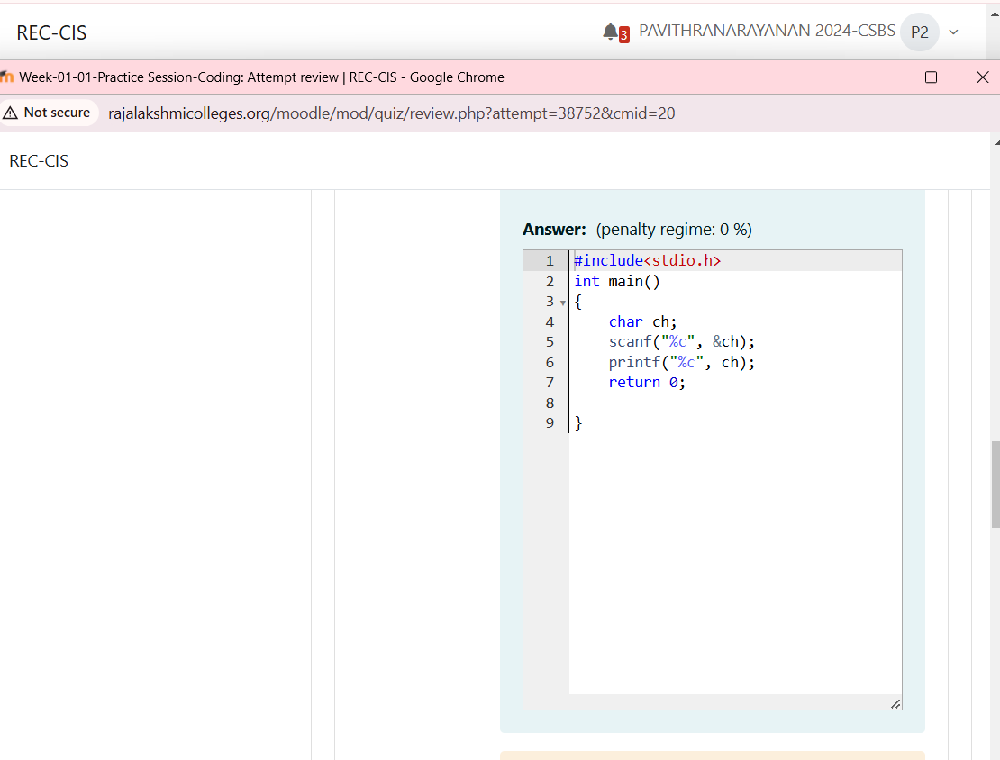 REC-CIS
3
PAVITHRANARAYANAN 2024-CSBS
P2
Week-01-01-Practice Session-Coding: Attempt review | REC-CIS - Google Chrome
Not secure
rajalakshmicolleges.org/moodle/mod/quiz/review.php?attempt=38752&cmid=20
REC-CIS
Answer: (penalty regime: 0 %)
1 #include<stdio.h>
2 int main()
3 {
4     char ch;
5     scanf("%c", &ch);
6     printf("%c", ch);
7     return 0;
8
9 }